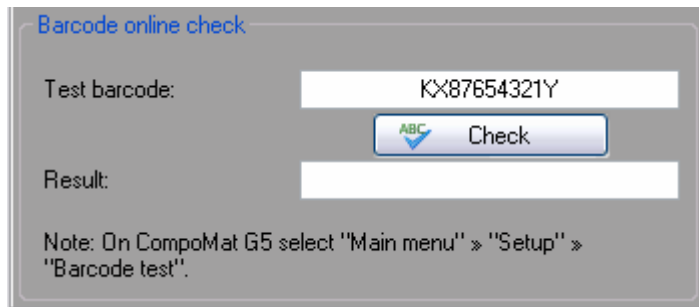 Barcode online check
Test barcode:
KX87654321Y
ABC
Check
Result:
Note: On CompoMat G5 select "Main menu" » "Setup" »
"Barcode test".